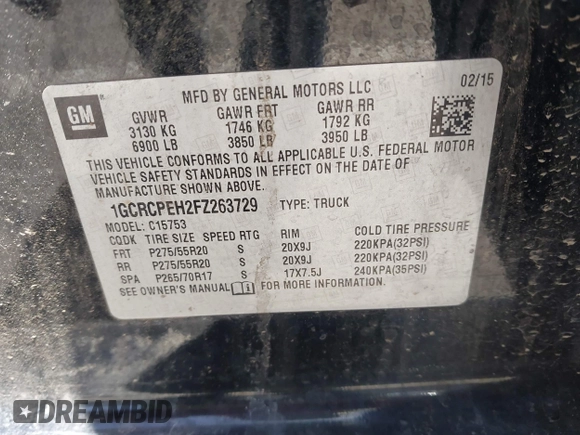 MFD BY GENERAL MOTORS LLC 02/15
GM
GVWR GAWR FRT GAWR RR
3130 KG 1746 KG 1792 KG
6900 LB 3850 LB 3950 LB
THIS VEHICLE CONFORMS TO ALL APPLICABLE U.S. FEDERAL MOTOR
VEHICLE SAFETY STANDARDS IN EFFECT ON THE DATE OF
MANUFACTURE SHOWN ABOVE.
1GCRCPEH2FZ263729 TYPE: TRUCK
MODEL: C15753
CQDK TIRE SIZE SPEED RTG RIM COLD TIRE PRESSURE
FRT P275/55R20 S 20X9J 220KPA(32PSI)
RR P275/55R20 S 20X9J 220KPA(32PSI)
SPA P265/70R17 S 17X7.5J 240KPA(35PSI)
SEE OWNER'S MANUAL FOR MORE INFORMATION.
DREAMBID